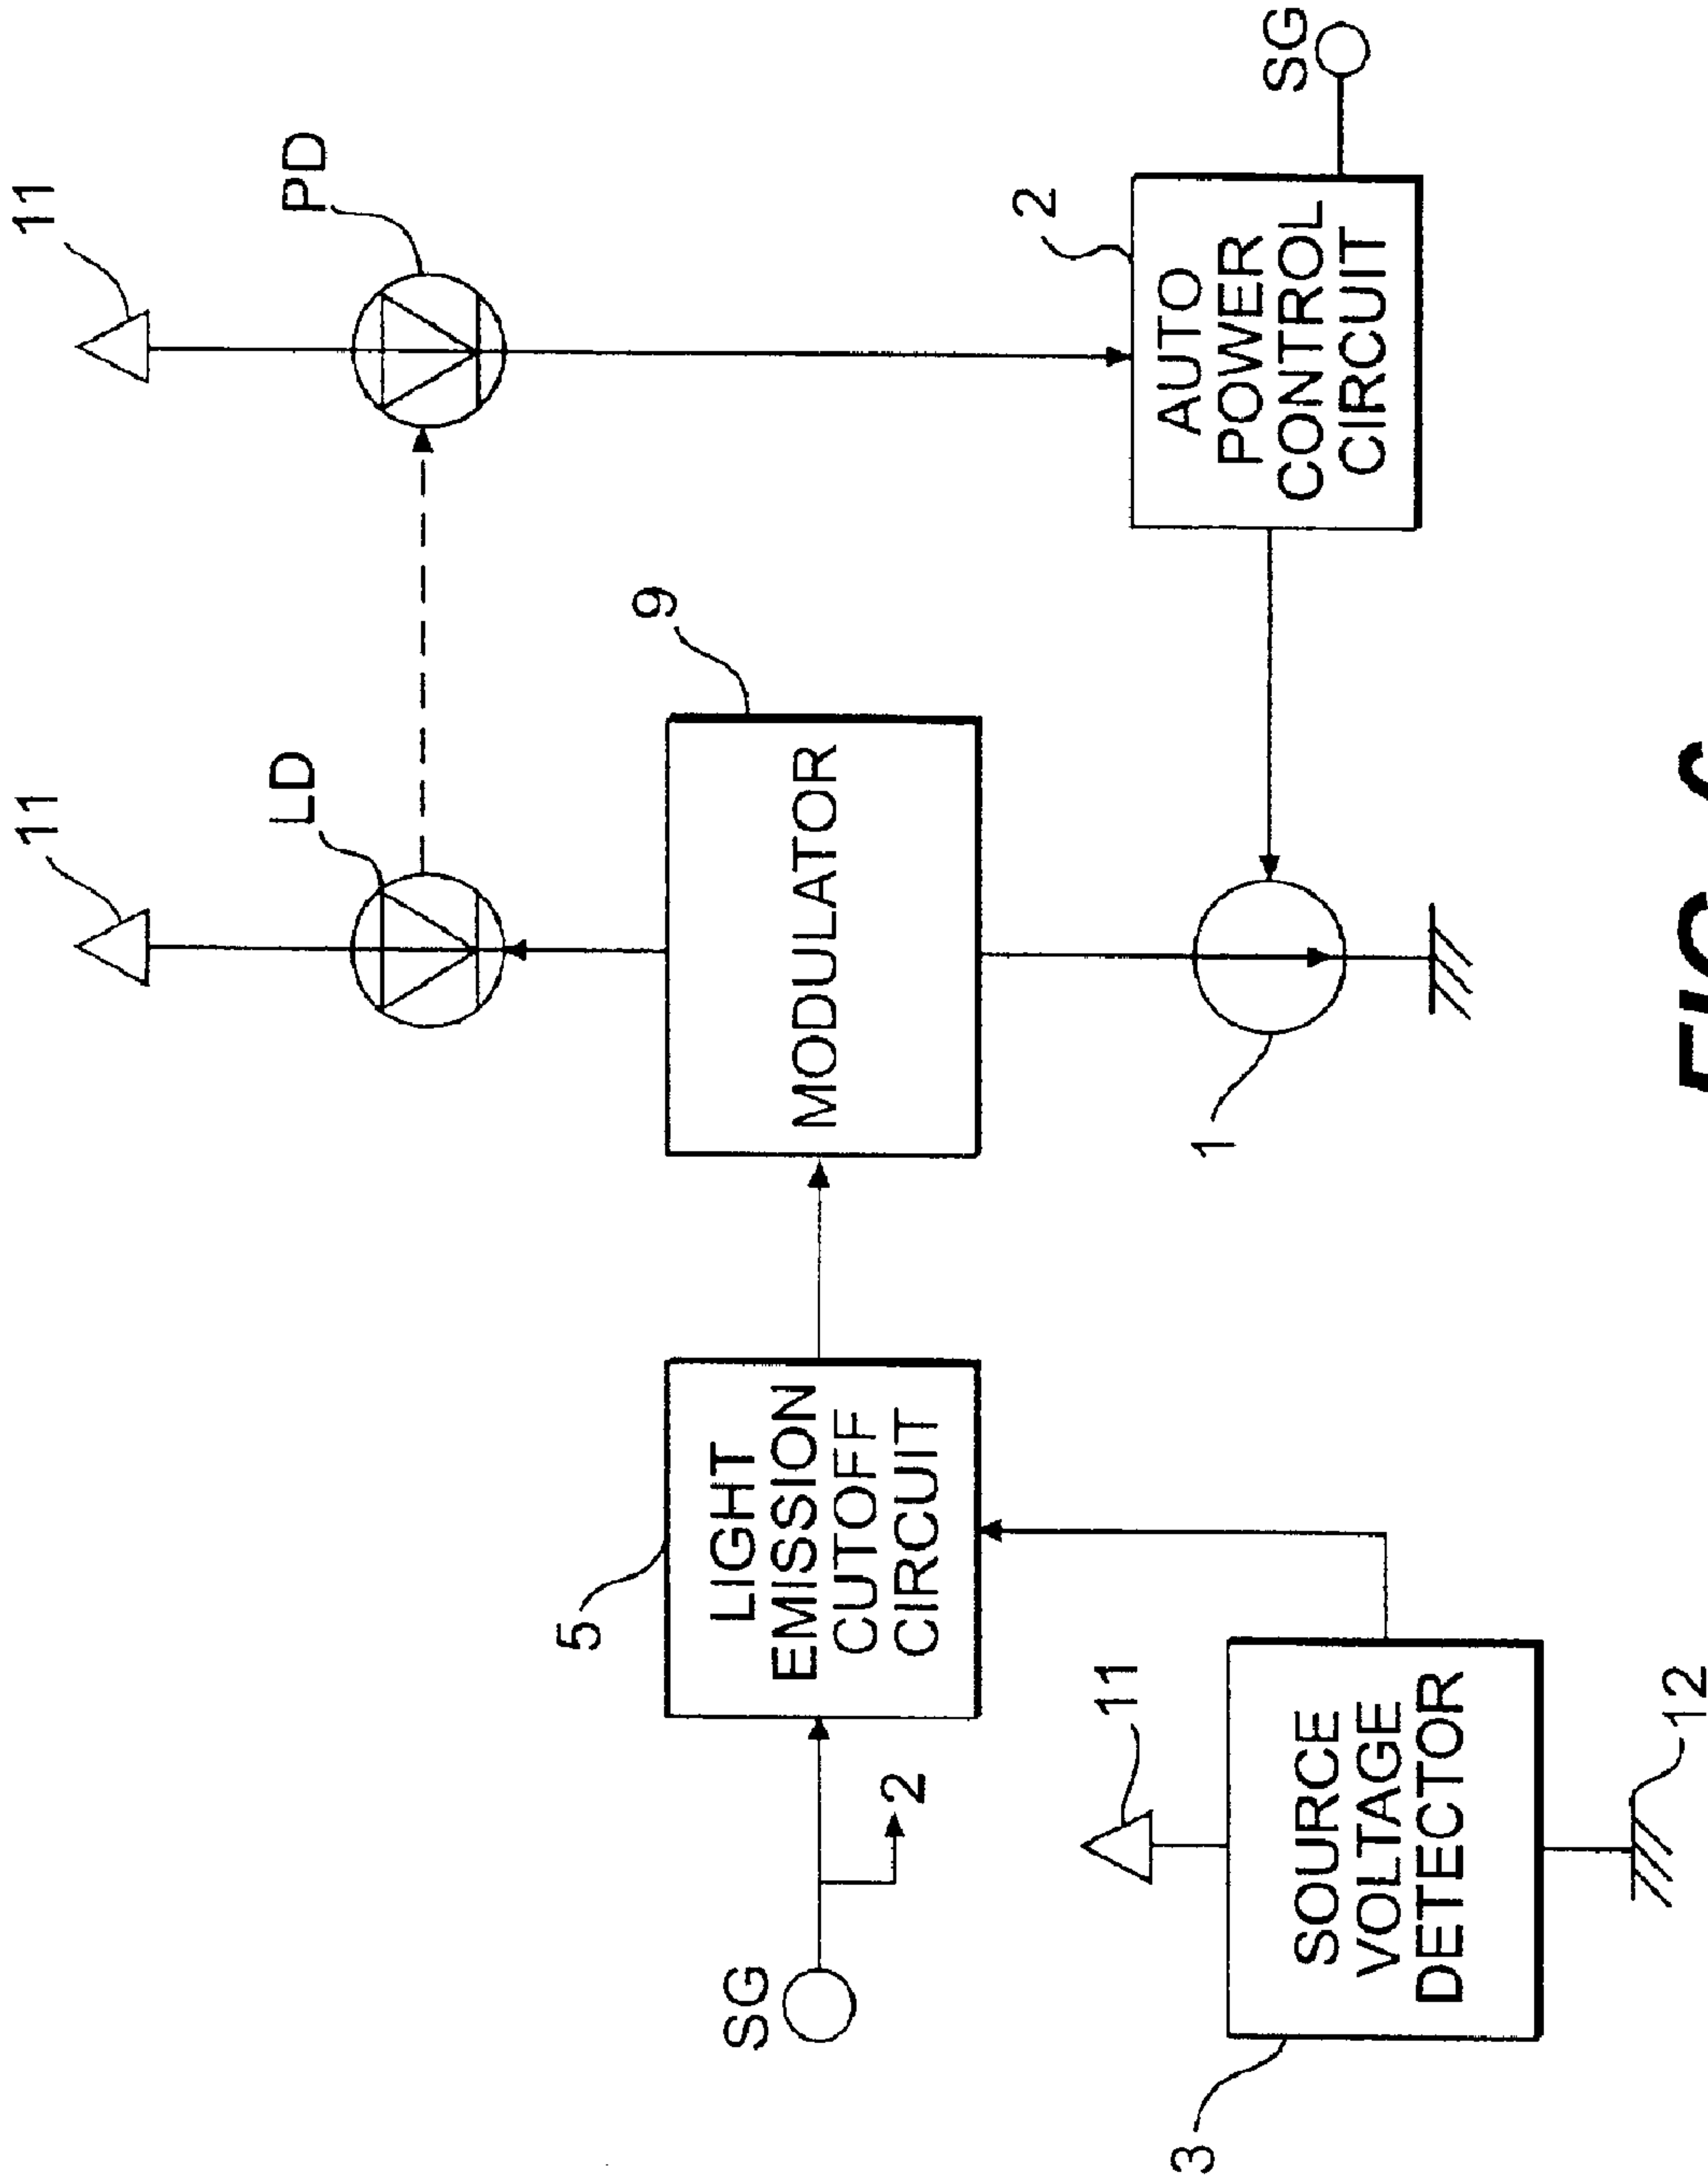 11
11
LD
PD
9
MODULATOR
5
LIGHT
EMISSION
CUTOFF
CIRCUIT
SG
2
2
AUTO
POWER
CONTROL
CIRCUIT
SG
1
11
SOURCE
VOLTAGE
DETECTOR
3
12